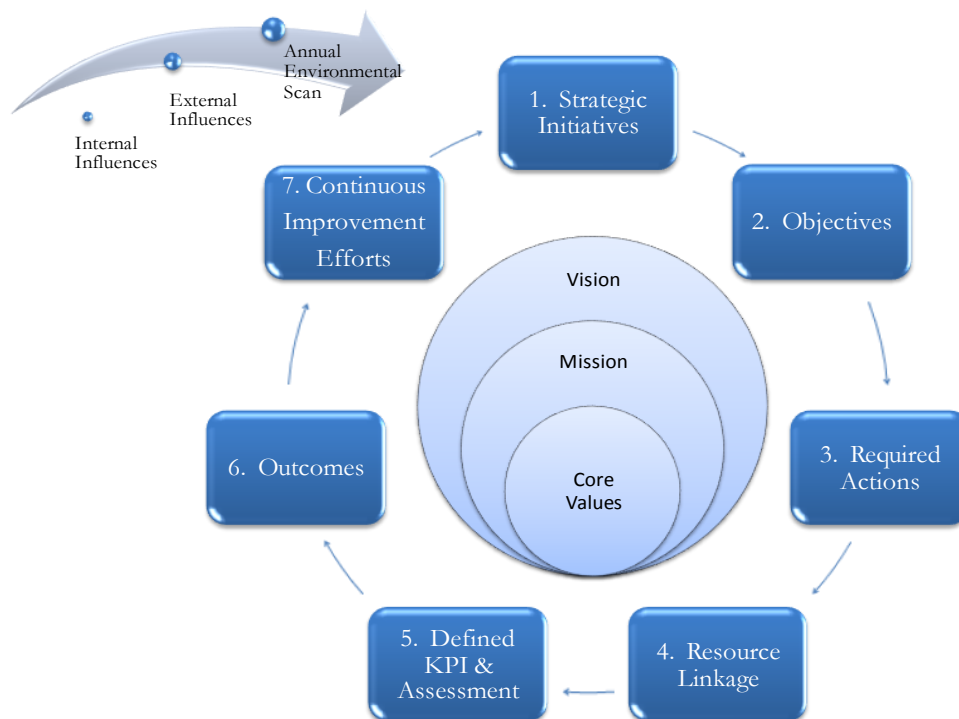 Annual
Environmental
Scan
External
Influences
Internal
Influences
1. Strategic
Initiatives
2. Objectives
3. Required
Actions
4. Resource
Linkage
5. Defined
KPI &
Assessment
6. Outcomes
7. Continuous
Improvement
Efforts
Vision
Mission
Core
Values